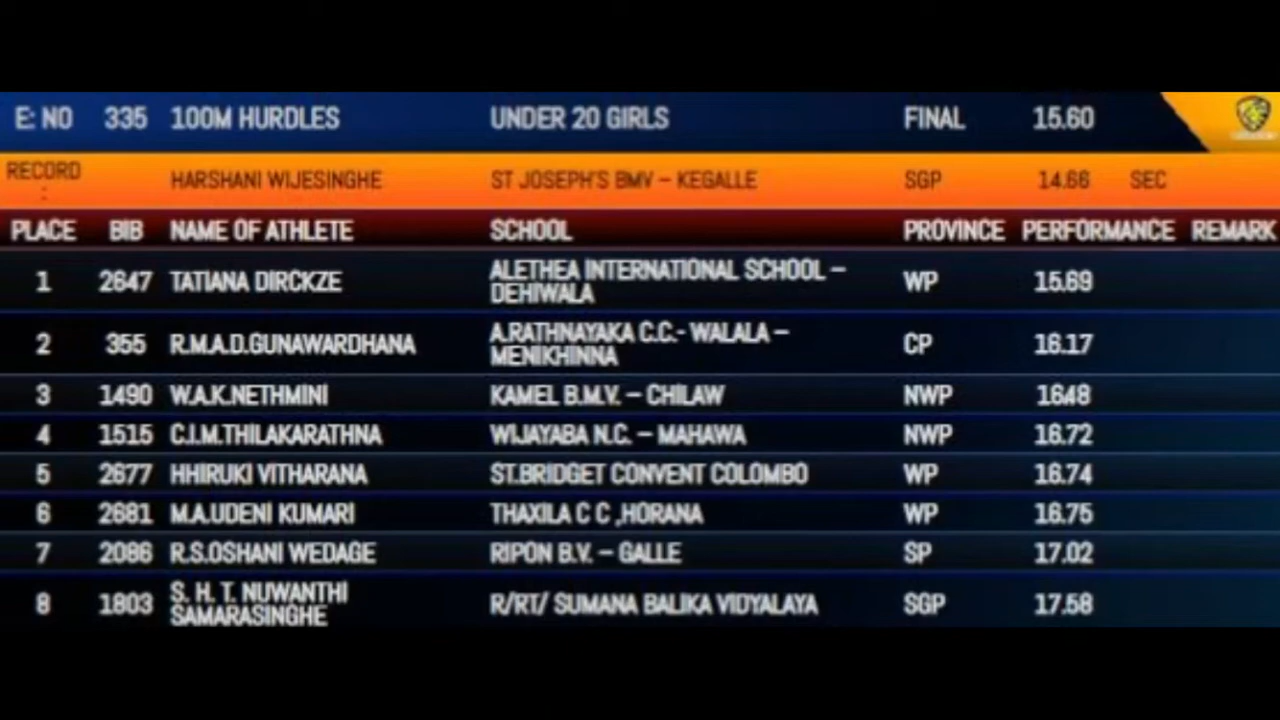 E: NO 335 100M HURDLES UNDER 20 GIRLS FINAL 15.60
RECORD : HARSHANI WIJESINGHE ST JOSEPH'S BMV – KEGALLE SGP 14.66 SEC
PLACE BIB NAME OF ATHLETE SCHOOL PROVINCE PERFORMANCE REMARK
1 2647 TATIANA DIRCKZE ALETHEA INTERNATIONAL SCHOOL –
DEHIWALA WP 15.69
2 355 R.M.A.D.GUNAWARDHANA A.RATHNAYAKA C.C.- WALALA –
MENIKHINNA CP 16.17
3 1490 W.A.K.NETHMINI KAMEL B.M.V. – CHILAW NWP 16.48
4 1515 C.I.M.THILAKARATHNA WIJAYABA N.C. – MAHAWA NWP 16.72
5 2677 HHIRUKI VITHARANA ST.BRIDGET CONVENT COLOMBO WP 16.74
6 2681 M.A.UDENI KUMARI THAXILA C C ,HORANA WP 16.75
7 2086 R.S.OSHANI WEDAGE RIPON B.V. – GALLE SP 17.02
8 1803 S. H. T. NUWANTHI
SAMARASINGHE R/RT/ SUMANA BALIKA VIDYALAYA SGP 17.58